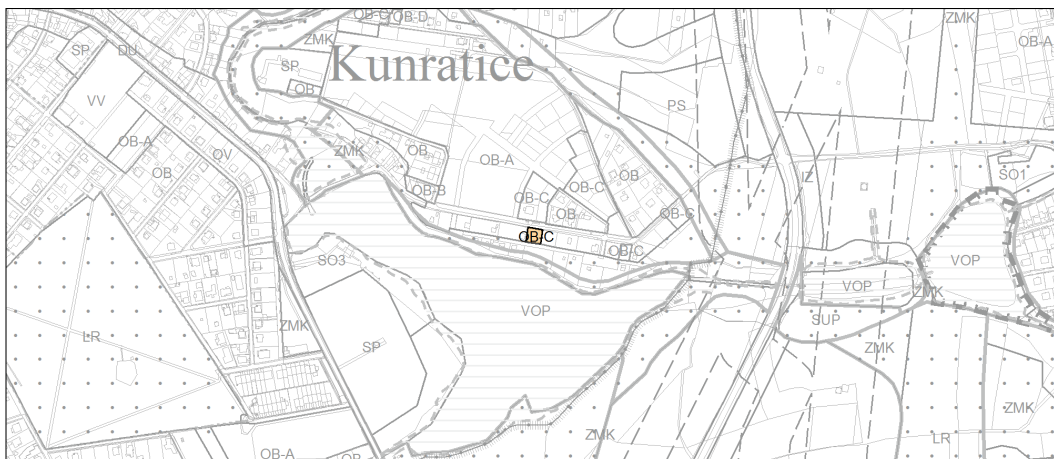 OB-C
OB-D
ZMK
ZMK
OB-A
SP
DU
Kunratice
SP
OB
VV
PS
OB-A
OV
ZMK
OB
OB-A
OB
IZ
SO1
OB-B
OB-C
OB-C
OB
OB
OB-C
OB-C
OB-C
SO3
VOP
VOP
ZMK
VOP
SUP
ZMK
LR
SP
ZMK
ZMK
ZMK
LR
OB-A
OB